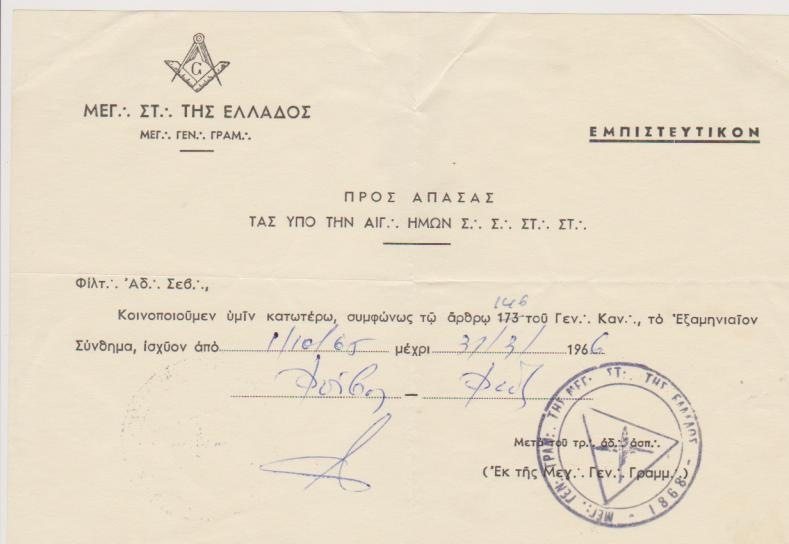 G
ΜΕΓ∴ ΣΤ∴ ΤΗΣ ΕΛΛΑΔΟΣ
ΜΕΓ∴ ΓΕΝ∴ ΓΡΑΜ∴
ΕΜΠΙΣΤΕΥΤΙΚΟΝ
ΠΡΟΣ ΑΠΑΣΑΣ
ΤΑΣ ΥΠΟ ΤΗΝ ΑΙΓ∴ ΗΜΩΝ Σ∴ Σ∴ ΣΤ∴ ΣΤ∴
Φίλτ∴ Ἀδ∴ Σεβ∴,
146
Κοινοποιοῦμεν ὑμῖν κατωτέρω, συμφώνως τῷ ἄρθρῳ 173 τοῦ Γεν∴ Καν∴, τὸ Ἑξαμηνιαῖον
Σύνθημα, ἰσχῦον ἀπὸ 1/10/65 μέχρι 31/3/ 1966
Φοῖβος – Φῶς
Μετὰ τοῦ τρ∴ ἀδ∴ ἀσπ∴
(Ἐκ τῆς Μεγ∴ Γεν∴ Γραμμ∴)
ΜΕΓ∴ ΓΕΝ∴ ΓΡΑΜ∴ ΤΗΣ ΜΕΓ∴ ΣΤ∴ ΤΗΣ ΕΛΛΑΔΟΣ - 1868 -